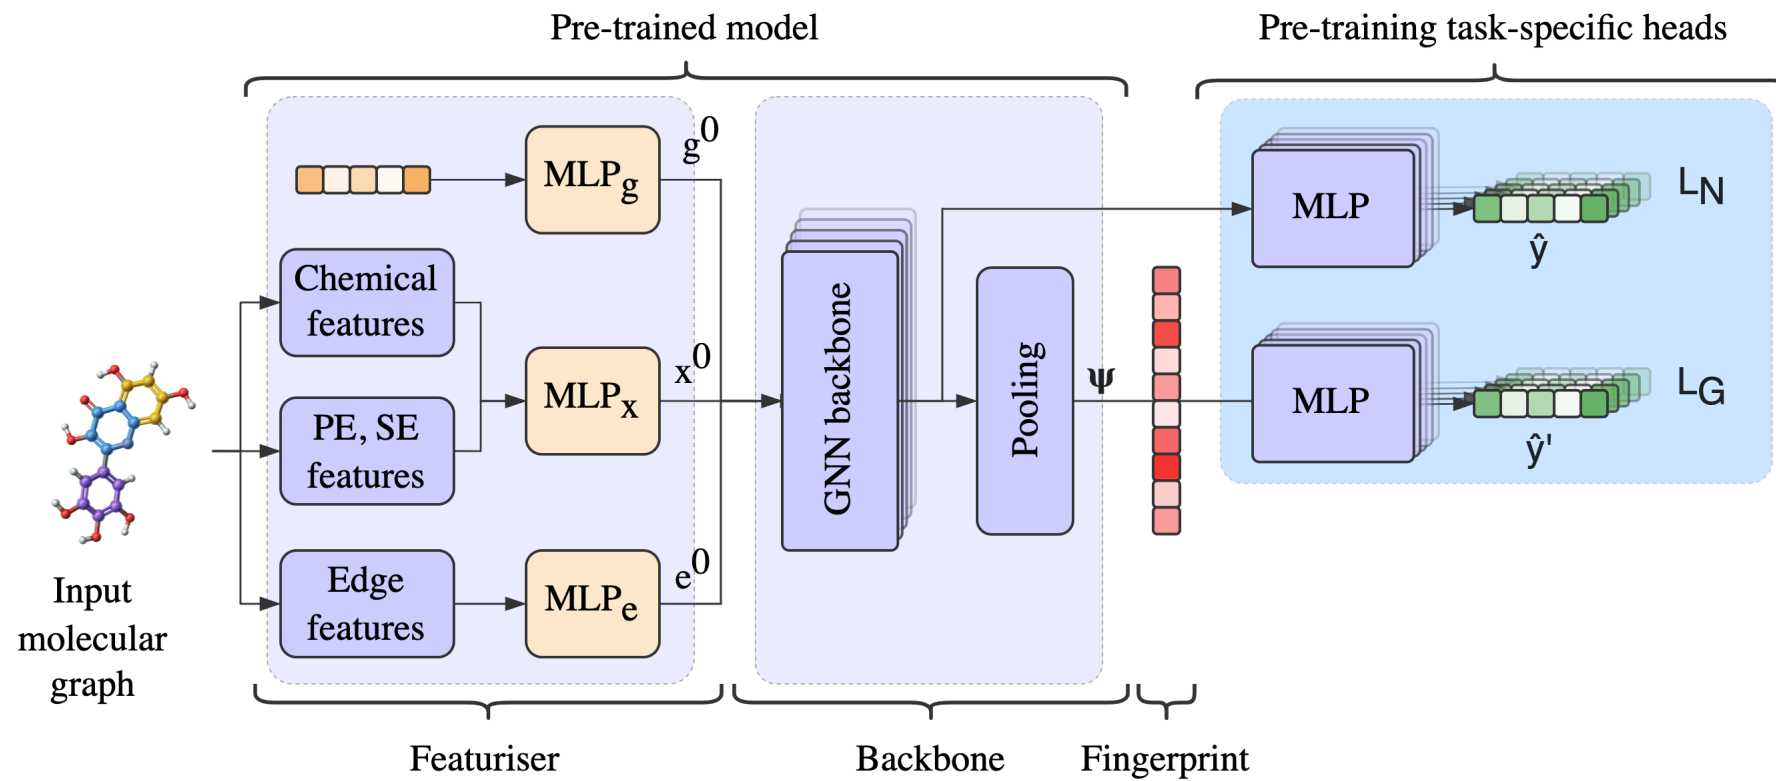 Pre-trained model
Pre-training task-specific heads
g⁰
MLPg
Chemical
features
x⁰
MLPx
PE, SE
features
e⁰
Edge
features
MLPe
GNN backbone
Pooling
ψ
MLP
ŷ
LN
MLP
ŷ'
LG
Input
molecular
graph
Featuriser
Backbone
Fingerprint